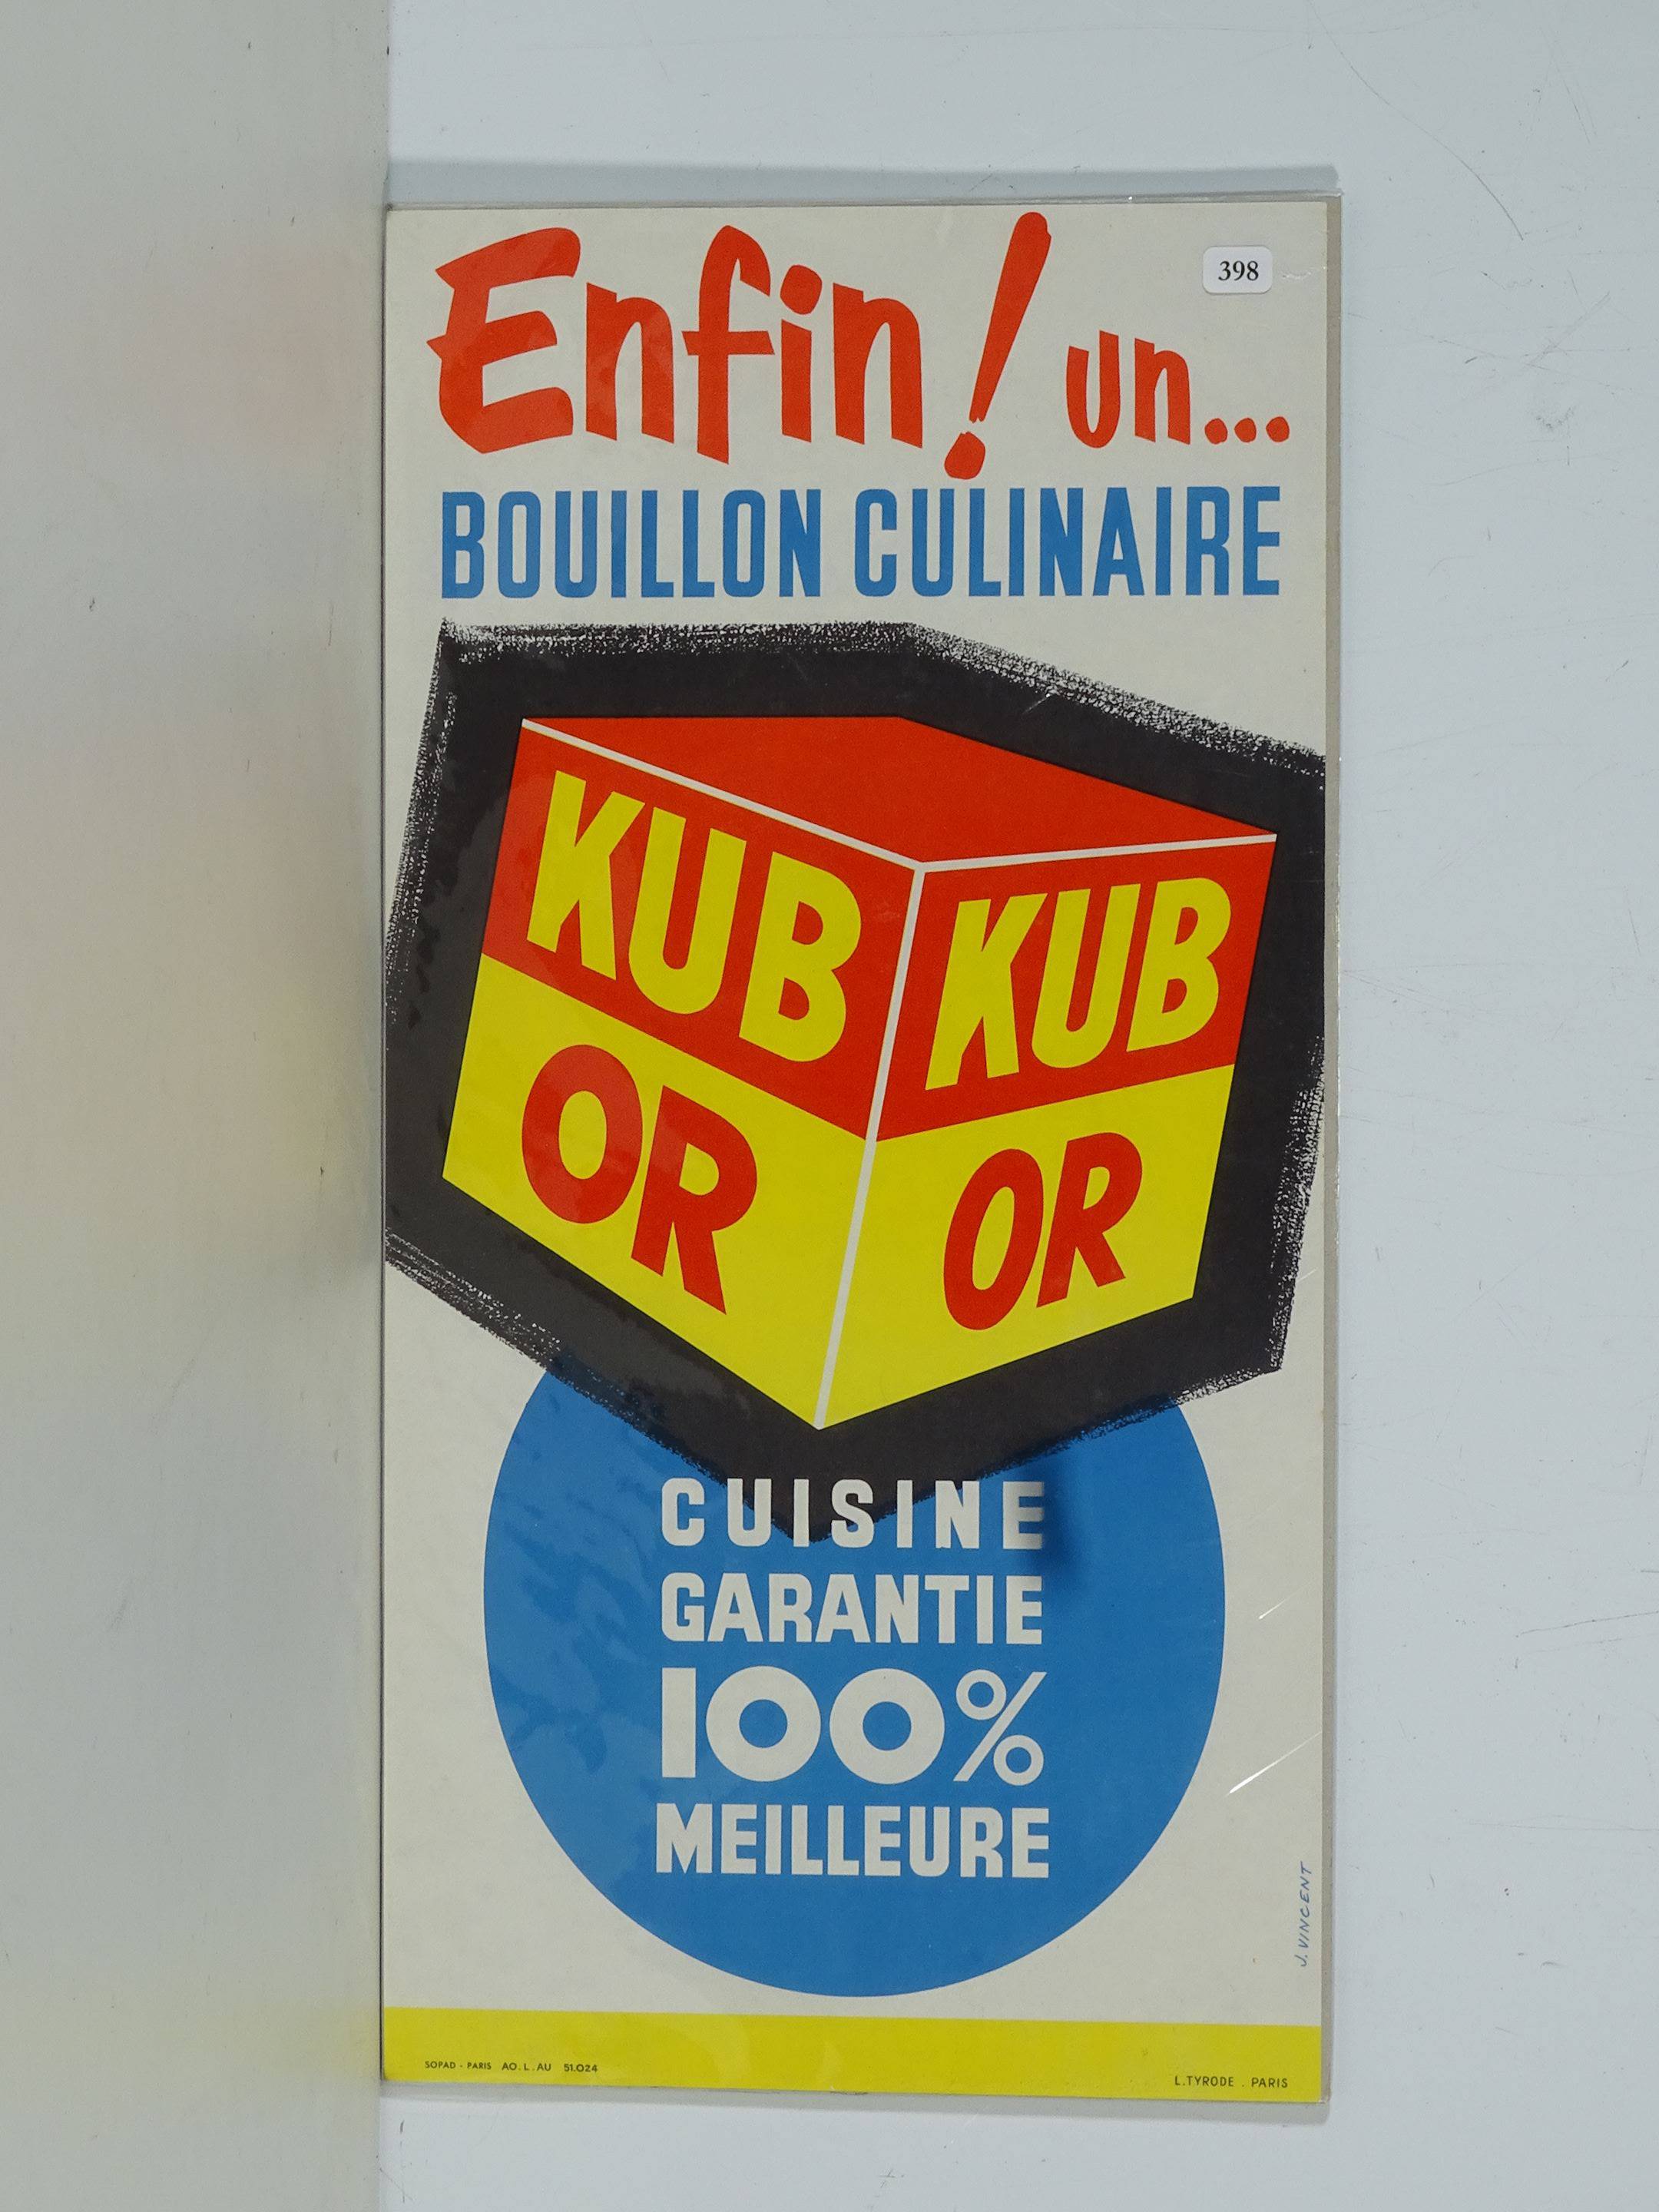 398
Enfin! un...
BOUILLON CULINAIRE
KUB
OR
KUB
OR
CUISINE
GARANTIE
100%
MEILLEURE
J. VINCENT
SOPAD - PARIS AO. L. AU 51.024
L. TYRODE . PARIS